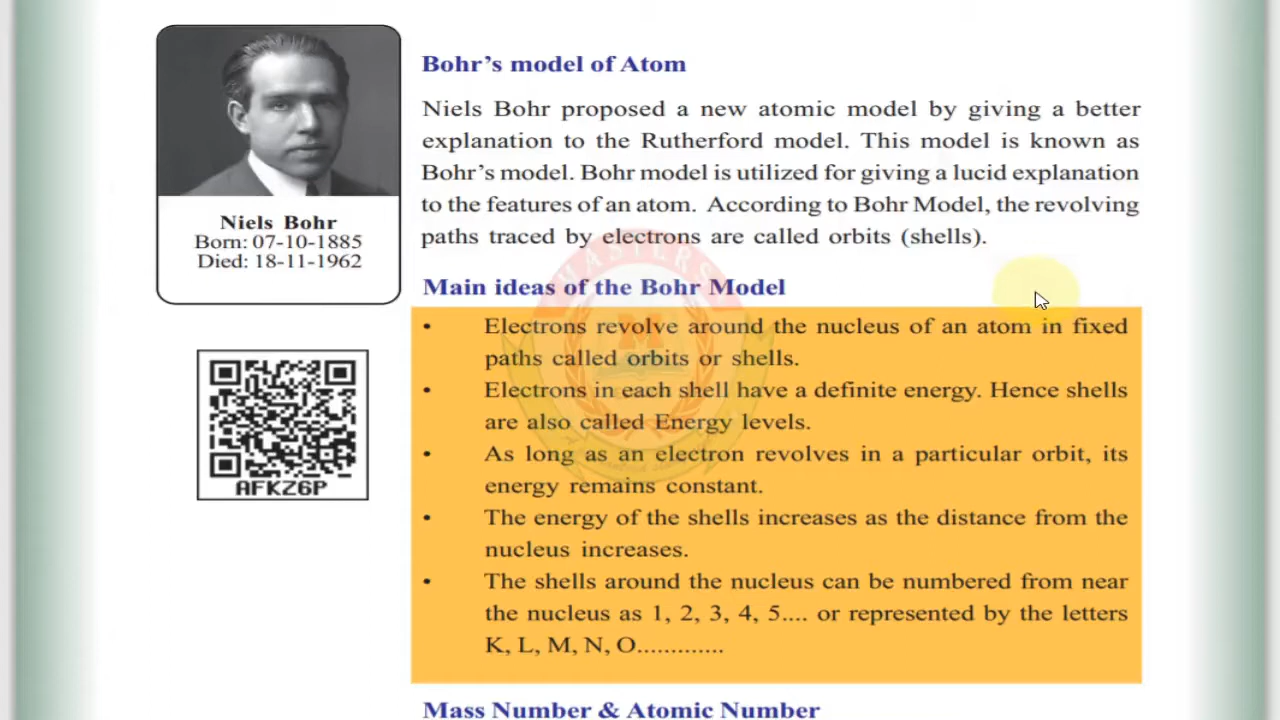 Bohr's model of Atom
Niels Bohr proposed a new atomic model by giving a better
explanation to the Rutherford model. This model is known as
Bohr's model. Bohr model is utilized for giving a lucid explanation
to the features of an atom. According to Bohr Model, the revolving
paths traced by electrons are called orbits (shells).
Niels Bohr
Born: 07-10-1885
Died: 18-11-1962
AFKZ6P
Main ideas of the Bohr Model
• Electrons revolve around the nucleus of an atom in fixed
paths called orbits or shells.
• Electrons in each shell have a definite energy. Hence shells
are also called Energy levels.
• As long as an electron revolves in a particular orbit, its
energy remains constant.
• The energy of the shells increases as the distance from the
nucleus increases.
• The shells around the nucleus can be numbered from near
the nucleus as 1, 2, 3, 4, 5.... or represented by the letters
K, L, M, N, O.............
Mass Number & Atomic Number
MASTERS
M